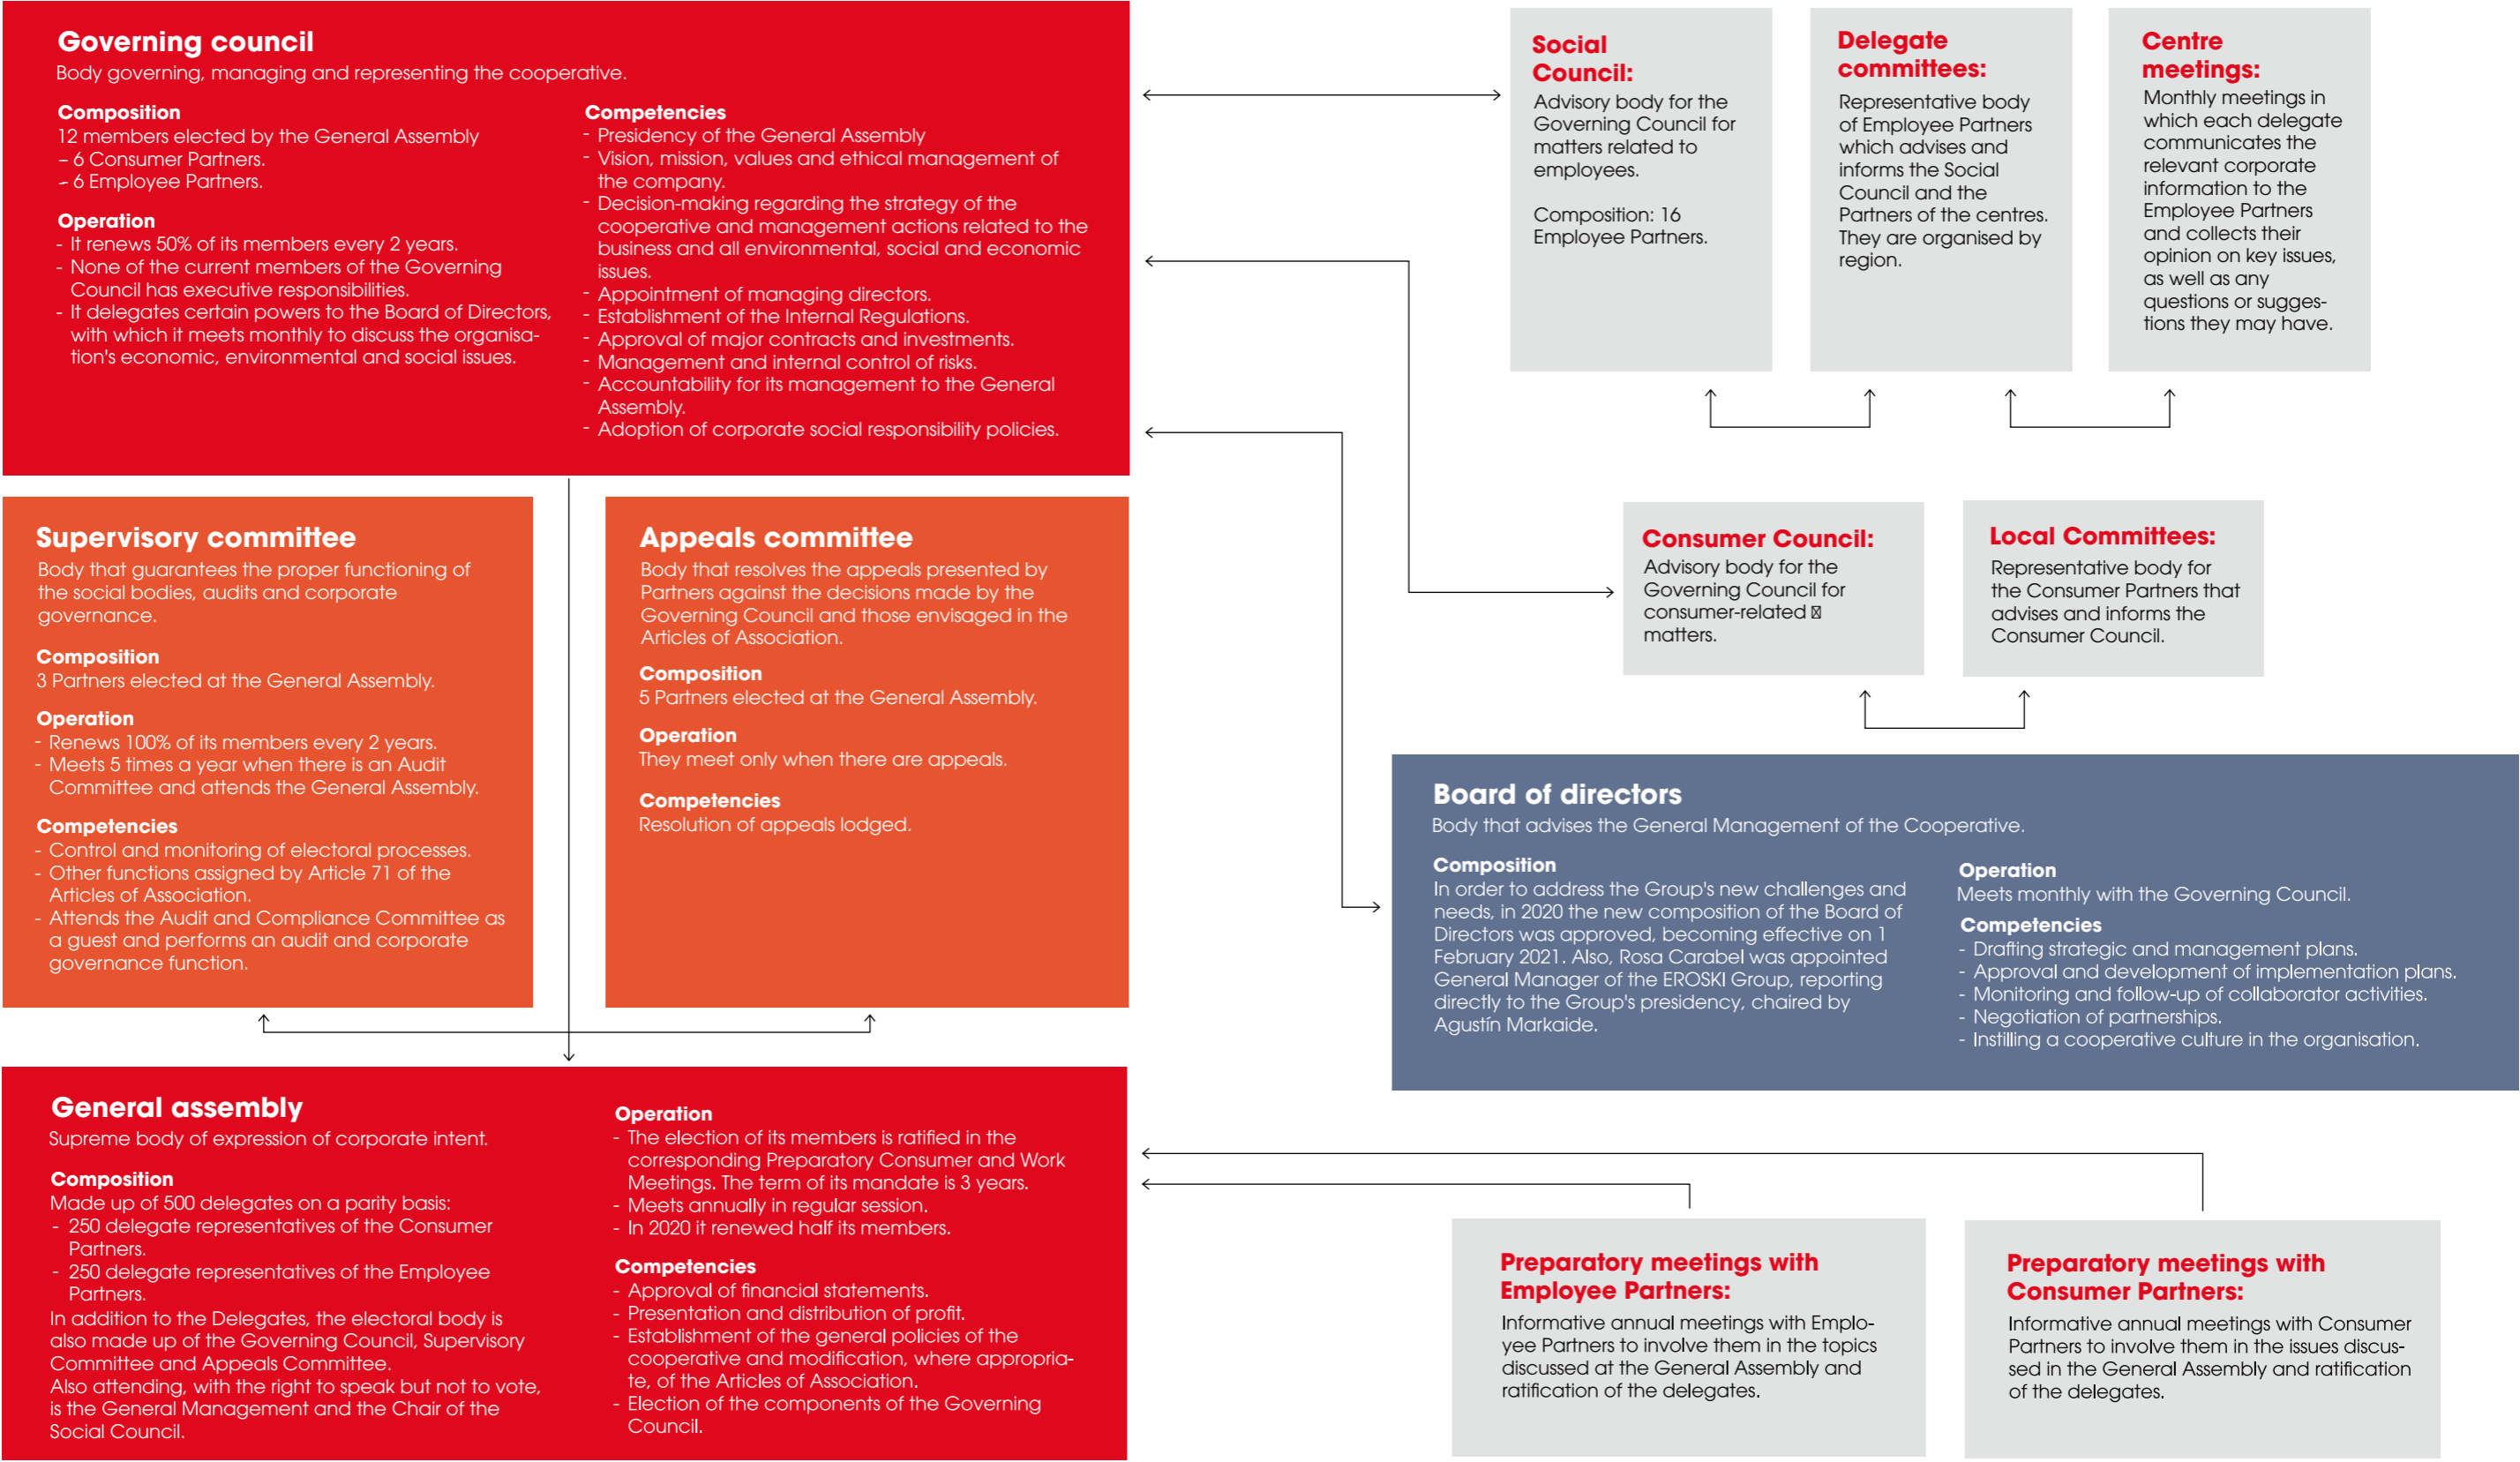 Governing council
Body governing, managing and representing the cooperative.
Composition
12 members elected by the General Assembly
– 6 Consumer Partners.
– 6 Employee Partners.
Operation
- It renews 50% of its members every 2 years.
- None of the current members of the Governing
Council has executive responsibilities.
- It delegates certain powers to the Board of Directors,
with which it meets monthly to discuss the organisa-
tion's economic, environmental and social issues.
Competencies
- Presidency of the General Assembly
- Vision, mission, values and ethical management of
the company.
- Decision-making regarding the strategy of the
cooperative and management actions related to the
business and all environmental, social and economic
issues.
- Appointment of managing directors.
- Establishment of the Internal Regulations.
- Approval of major contracts and investments.
- Management and internal control of risks.
- Accountability for its management to the General
Assembly.
- Adoption of corporate social responsibility policies.
Social
Council:
Advisory body for the
Governing Council for
matters related to
employees.
Composition: 16
Employee Partners.
Delegate
committees:
Representative body
of Employee Partners
which advises and
informs the Social
Council and the
Partners of the centres.
They are organised by
region.
Centre
meetings:
Monthly meetings in
which each delegate
communicates the
relevant corporate
information to the
Employee Partners
and collects their
opinion on key issues,
as well as any
questions or sugges-
tions they may have.
Supervisory committee
Body that guarantees the proper functioning of
the social bodies, audits and corporate
governance.
Composition
3 Partners elected at the General Assembly.
Operation
- Renews 100% of its members every 2 years.
- Meets 5 times a year when there is an Audit
Committee and attends the General Assembly.
Competencies
- Control and monitoring of electoral processes.
- Other functions assigned by Article 71 of the
Articles of Association.
- Attends the Audit and Compliance Committee as
a guest and performs an audit and corporate
governance function.
Appeals committee
Body that resolves the appeals presented by
Partners against the decisions made by the
Governing Council and those envisaged in the
Articles of Association.
Composition
5 Partners elected at the General Assembly.
Operation
They meet only when there are appeals.
Competencies
Resolution of appeals lodged.
Consumer Council:
Advisory body for the
Governing Council for
consumer-related
matters.
Local Committees:
Representative body for
the Consumer Partners that
advises and informs the
Consumer Council.
Board of directors
Body that advises the General Management of the Cooperative.
Composition
In order to address the Group's new challenges and
needs, in 2020 the new composition of the Board of
Directors was approved, becoming effective on 1
February 2021. Also, Rosa Carabel was appointed
General Manager of the EROSKI Group, reporting
directly to the Group's presidency, chaired by
Agustín Markaide.
Operation
Meets monthly with the Governing Council.
Competencies
- Drafting strategic and management plans.
- Approval and development of implementation plans.
- Monitoring and follow-up of collaborator activities.
- Negotiation of partnerships.
- Instilling a cooperative culture in the organisation.
General assembly
Supreme body of expression of corporate intent.
Composition
Made up of 500 delegates on a parity basis:
- 250 delegate representatives of the Consumer
Partners.
- 250 delegate representatives of the Employee
Partners.
In addition to the Delegates, the electoral body is
also made up of the Governing Council, Supervisory
Committee and Appeals Committee.
Also attending, with the right to speak but not to vote,
is the General Management and the Chair of the
Social Council.
Operation
- The election of its members is ratified in the
corresponding Preparatory Consumer and Work
Meetings. The term of its mandate is 3 years.
- Meets annually in regular session.
- In 2020 it renewed half its members.
Competencies
- Approval of financial statements.
- Presentation and distribution of profit.
- Establishment of the general policies of the
cooperative and modification, where appropria-
te, of the Articles of Association.
- Election of the components of the Governing
Council.
Preparatory meetings with
Employee Partners:
Informative annual meetings with Emplo-
yee Partners to involve them in the topics
discussed at the General Assembly and
ratification of the delegates.
Preparatory meetings with
Consumer Partners:
Informative annual meetings with Consumer
Partners to involve them in the issues discus-
sed in the General Assembly and ratification
of the delegates.